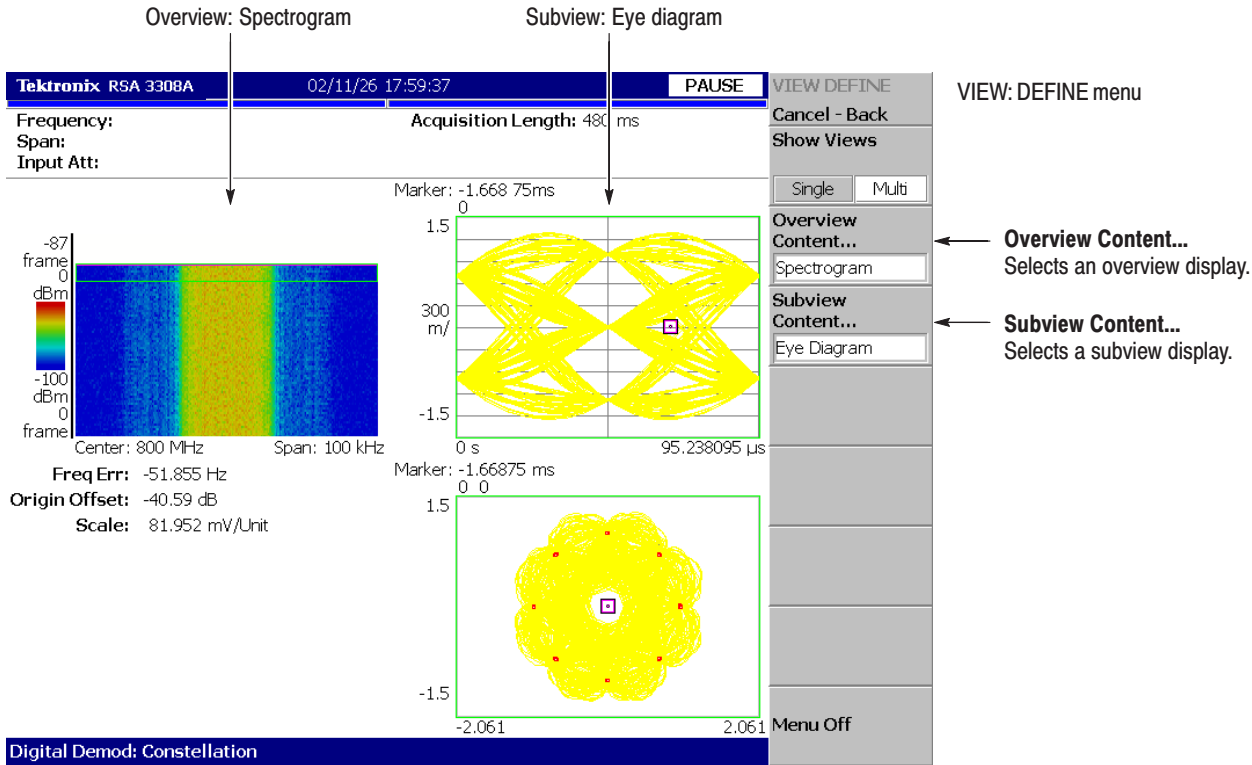 Overview: Spectrogram
Subview: Eye diagram
Tektronix RSA 3308A
02/11/26 17:59:37
PAUSE
VIEW DEFINE
VIEW: DEFINE menu
Cancel - Back
Frequency:
Acquisition Length: 480 ms
Span:
Input Att:
Show Views
Single
Multi
Marker: -1.668 75ms
0
1.5
300
m/
-1.5
0 s
95.238095 µs
-87
frame
0
dBm
-100
dBm
0
frame
Center: 800 MHz
Span: 100 kHz
Overview
Content...
Spectrogram
Overview Content...
Selects an overview display.
Subview
Content...
Eye Diagram
Subview Content...
Selects a subview display.
Freq Err: -51.855 Hz
Origin Offset: -40.59 dB
Scale: 81.952 mV/Unit
Marker: -1.66875 ms
0 0
1.5
-1.5
-2.061
2.061
Menu Off
Digital Demod: Constellation